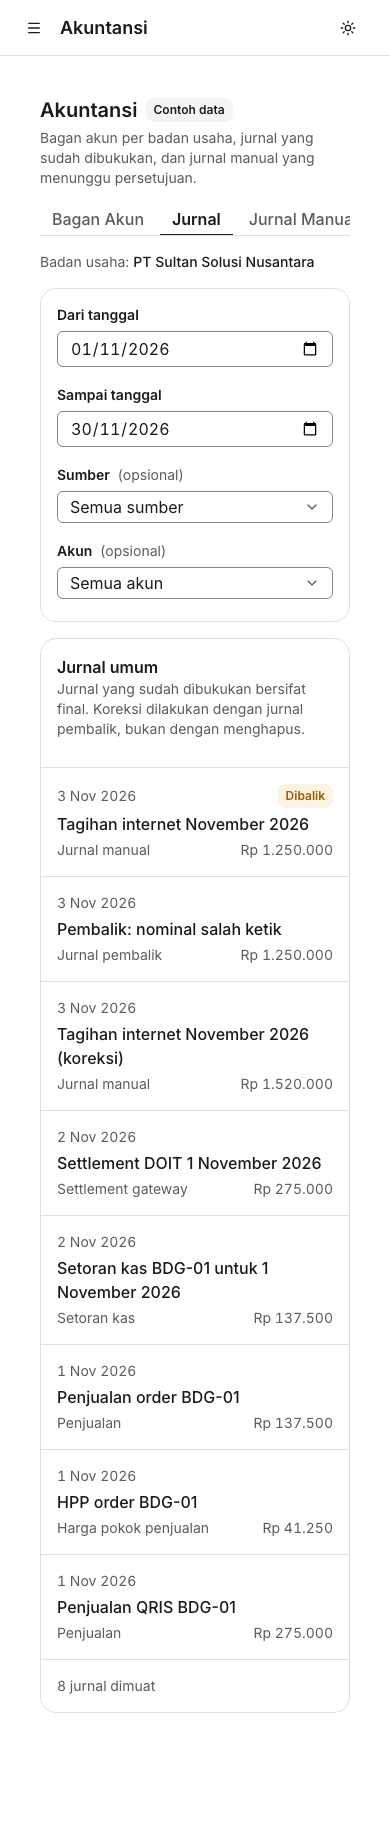 Akuntansi
Akuntansi Contoh data
Bagan akun per badan usaha, jurnal yang
sudah dibukukan, dan jurnal manual yang
menunggu persetujuan.
Bagan Akun Jurnal Jurnal Manua
Badan usaha: PT Sultan Solusi Nusantara
Dari tanggal
01/11/2026
Sampai tanggal
30/11/2026
Sumber (opsional)
Semua sumber
Akun (opsional)
Semua akun
Jurnal umum
Jurnal yang sudah dibukukan bersifat
final. Koreksi dilakukan dengan jurnal
pembalik, bukan dengan menghapus.
3 Nov 2026 Dibalik
Tagihan internet November 2026
Jurnal manual Rp 1.250.000
3 Nov 2026
Pembalik: nominal salah ketik
Jurnal pembalik Rp 1.250.000
3 Nov 2026
Tagihan internet November 2026
(koreksi)
Jurnal manual Rp 1.520.000
2 Nov 2026
Settlement DOIT 1 November 2026
Settlement gateway Rp 275.000
2 Nov 2026
Setoran kas BDG-01 untuk 1
November 2026
Setoran kas Rp 137.500
1 Nov 2026
Penjualan order BDG-01
Penjualan Rp 137.500
1 Nov 2026
HPP order BDG-01
Harga pokok penjualan Rp 41.250
1 Nov 2026
Penjualan QRIS BDG-01
Penjualan Rp 275.000
8 jurnal dimuat